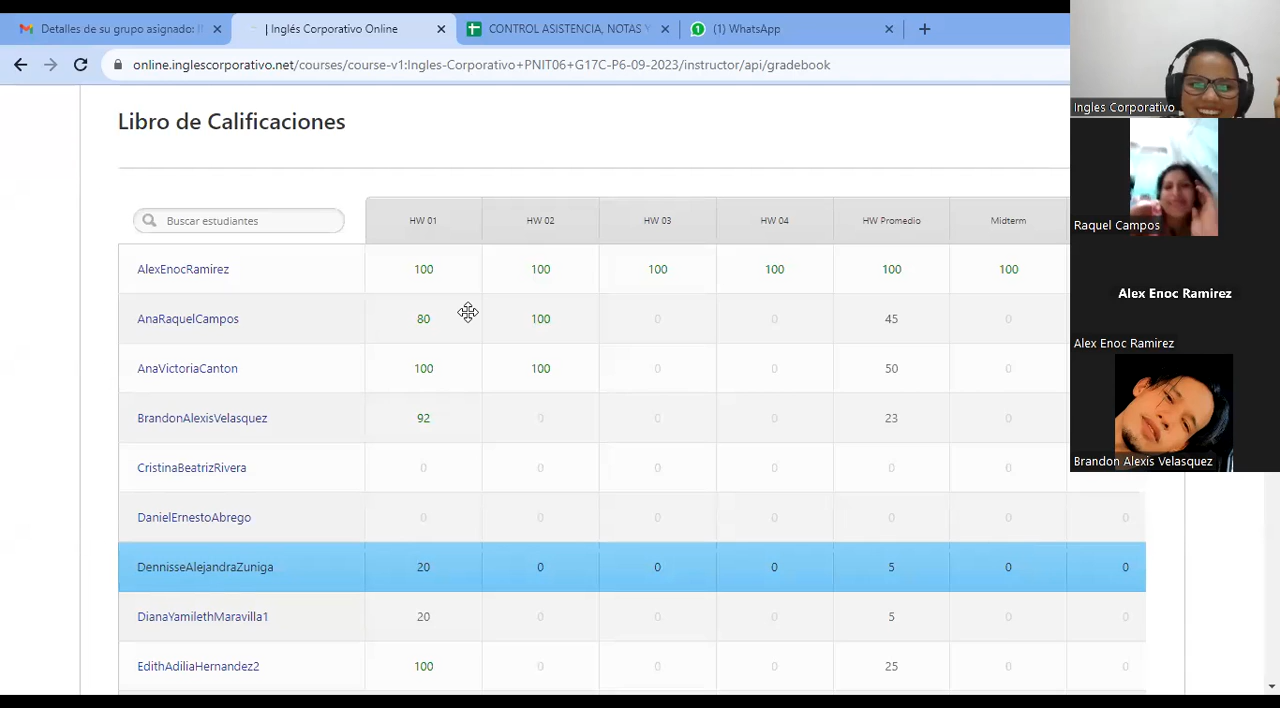 Detalles de su grupo asignado: I
| Inglés Corporativo Online
CONTROL ASISTENCIA, NOTAS Y
(1) WhatsApp
online.inglescorporativo.net/courses/course-v1:Ingles-Corporativo+PNIT06+G17C-P6-09-2023/instructor/api/gradebook
Libro de Calificaciones
Buscar estudiantes HW 01 HW 02 HW 03 HW 04 HW Promedio Midterm
AlexEnocRamirez 100 100 100 100 100 100
AnaRaquelCampos 80 100 0 0 45 0
AnaVictoriaCanton 100 100 0 0 50 0
BrandonAlexisVelasquez 92 0 0 0 23 0
CristinaBeatrizRivera 0 0 0 0 0 0
DanielErnestoAbrego 0 0 0 0 0 0 0
DennisseAlejandraZuniga 20 0 0 0 5 0 0
DianaYamilethMaravilla1 20 0 0 0 5 0 0
EdithAdiliaHernandez2 100 0 0 0 25 0 0
Ingles Corporativo
Raquel Campos
Alex Enoc Ramirez
Alex Enoc Ramirez
Brandon Alexis Velasquez